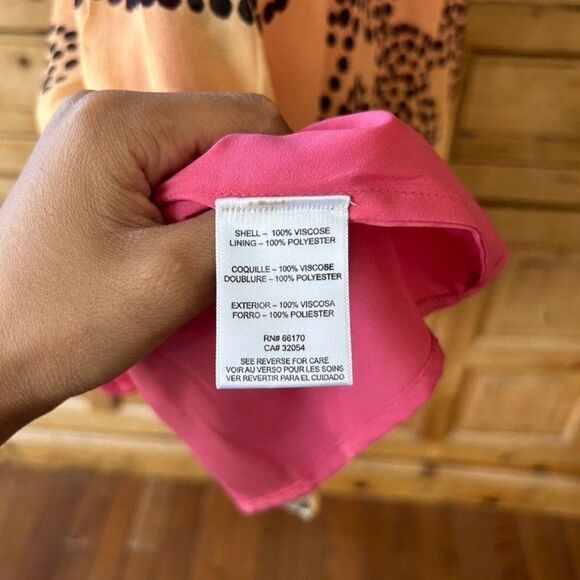 SHELL – 100% VISCOSE
LINING – 100% POLYESTER
COQUILLE – 100% VISCOSE
DOUBLURE – 100% POLYESTER
EXTERIOR – 100% VISCOSA
FORRO – 100% POLIESTER
RN# 66170
CA# 32054
SEE REVERSE FOR CARE
VOIR AU VERSO POUR LES SOINS
VER REVERTIR PARA EL CUIDADO